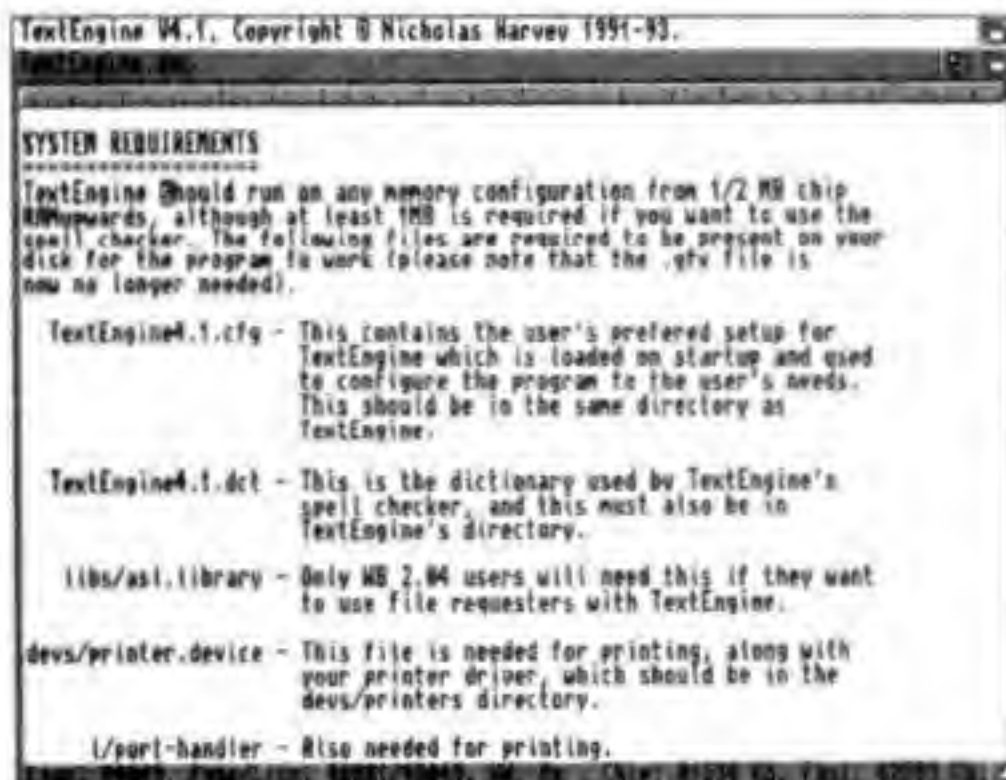 TextEngine V4.1, Copyright © Nicholas Harvey 1991-93.
TextEngine.doc
SYSTEM REQUIREMENTS
TextEngine should run on any memory configuration from 1/2 MB chip
RAM upwards, although at least 1MB is required if you want to use the
spell checker. The following files are required to be present on your
disk for the program to work (please note that the .gfx file is
now no longer needed).
TextEngine4.1.cfg - This contains the user's prefered setup for
TextEngine which is loaded on startup and used
to configure the program to the user's needs.
This should be in the same directory as
TextEngine.
TextEngine4.1.dct - This is the dictionary used by TextEngine's
spell checker, and this must also be in
TextEngine's directory.
libs/asl.library - Only WB 2.04 users will need this if they want
to use file requesters with TextEngine.
devs/printer.device - This file is needed for printing, along with
your printer driver, which should be in the
devs/printers directory.
l/port-handler - Also needed for printing.